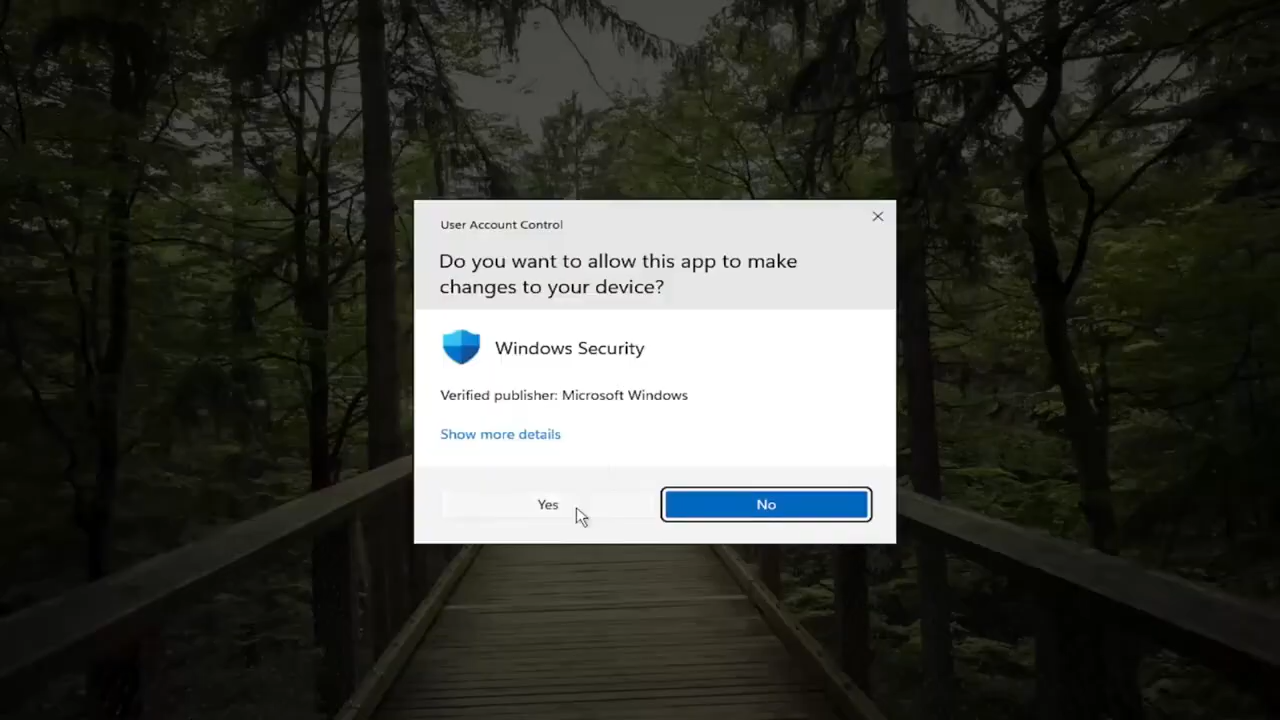 User Account Control
Do you want to allow this app to make
changes to your device?
Windows Security
Verified publisher: Microsoft Windows
Show more details
Yes
No